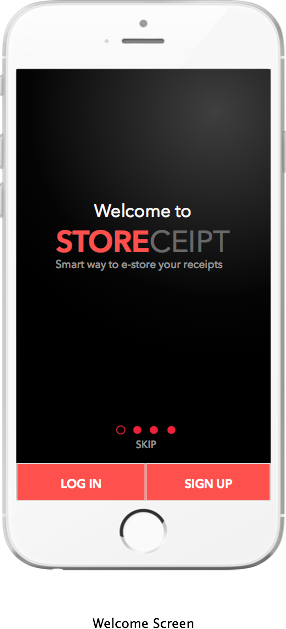 Welcome to
STORECEIPT
Smart way to e-store your receipts
SKIP
LOG IN
SIGN UP
Welcome Screen